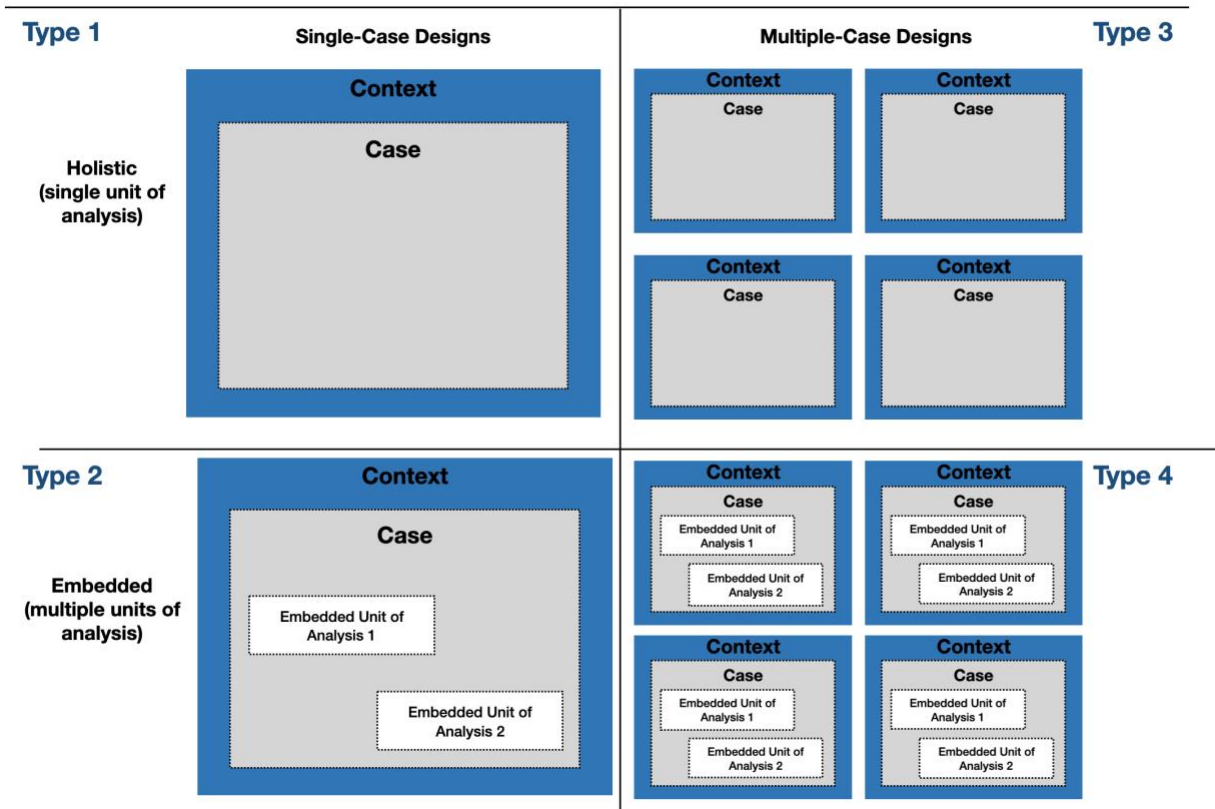 Type 1
Single-Case Designs
Multiple-Case Designs
Type 3
Holistic
(single unit of
analysis)
Context
Case
Context
Case
Context
Case
Context
Case
Context
Case
Type 2
Type 4
Embedded
(multiple units of
analysis)
Context
Case
Embedded Unit of
Analysis 1
Embedded Unit of
Analysis 2
Context
Case
Embedded Unit of
Analysis 1
Embedded Unit of
Analysis 2
Context
Case
Embedded Unit of
Analysis 1
Embedded Unit of
Analysis 2
Context
Case
Embedded Unit of
Analysis 1
Embedded Unit of
Analysis 2
Context
Case
Embedded Unit of
Analysis 1
Embedded Unit of
Analysis 2